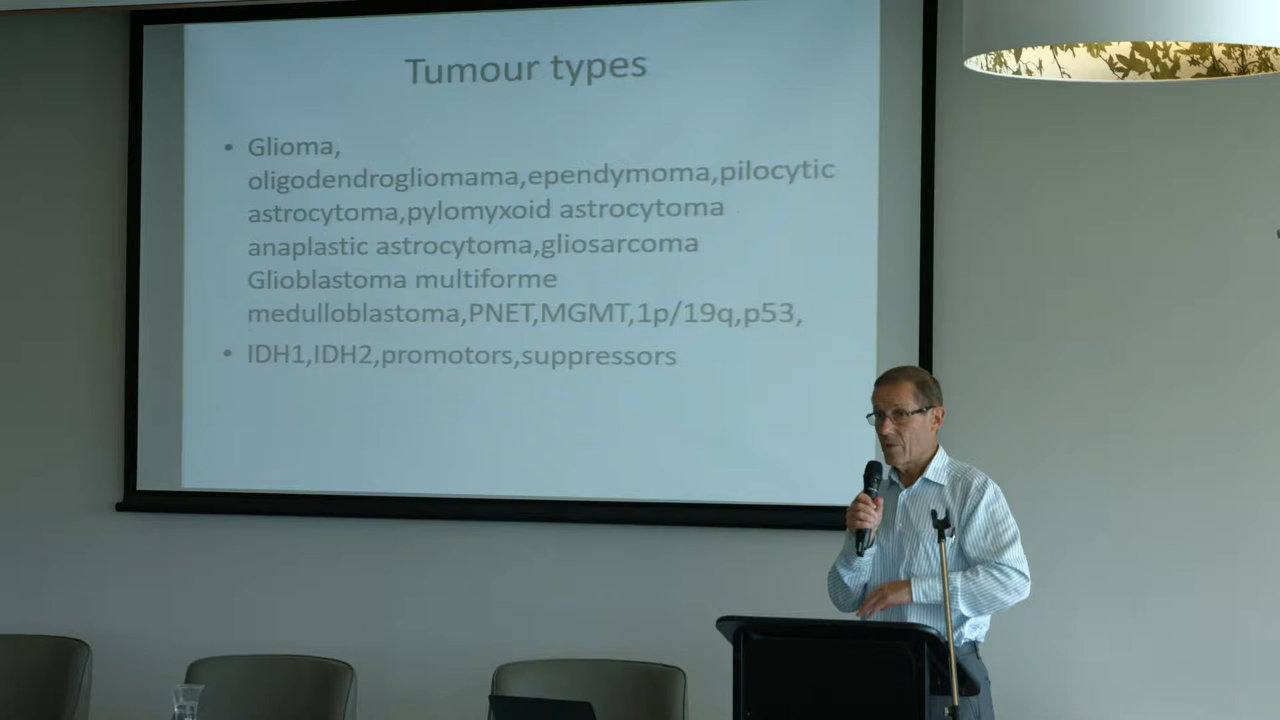 Tumour types
• Glioma,
oligodendrogliomama,ependymoma,pilocytic
astrocytoma,pylomyxoid astrocytoma
anaplastic astrocytoma,gliosarcoma
Glioblastoma multiforme
medulloblastoma,PNET,MGMT,1p/19q,p53,
• IDH1,IDH2,promotors,suppressors